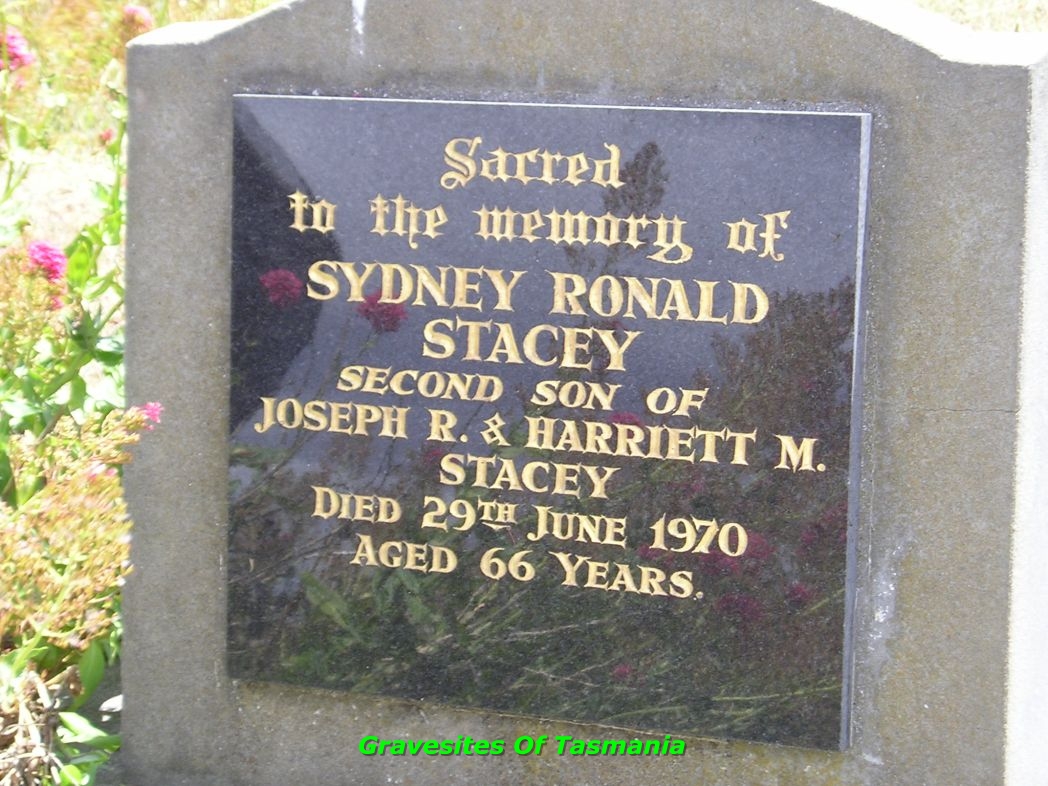 Sacred
to the memory of
SYDNEY RONALD
STACEY
SECOND SON OF
JOSEPH R. & HARRIETT M.
STACEY
DIED 29TH JUNE 1970
AGED 66 YEARS.
Gravesites Of Tasmania